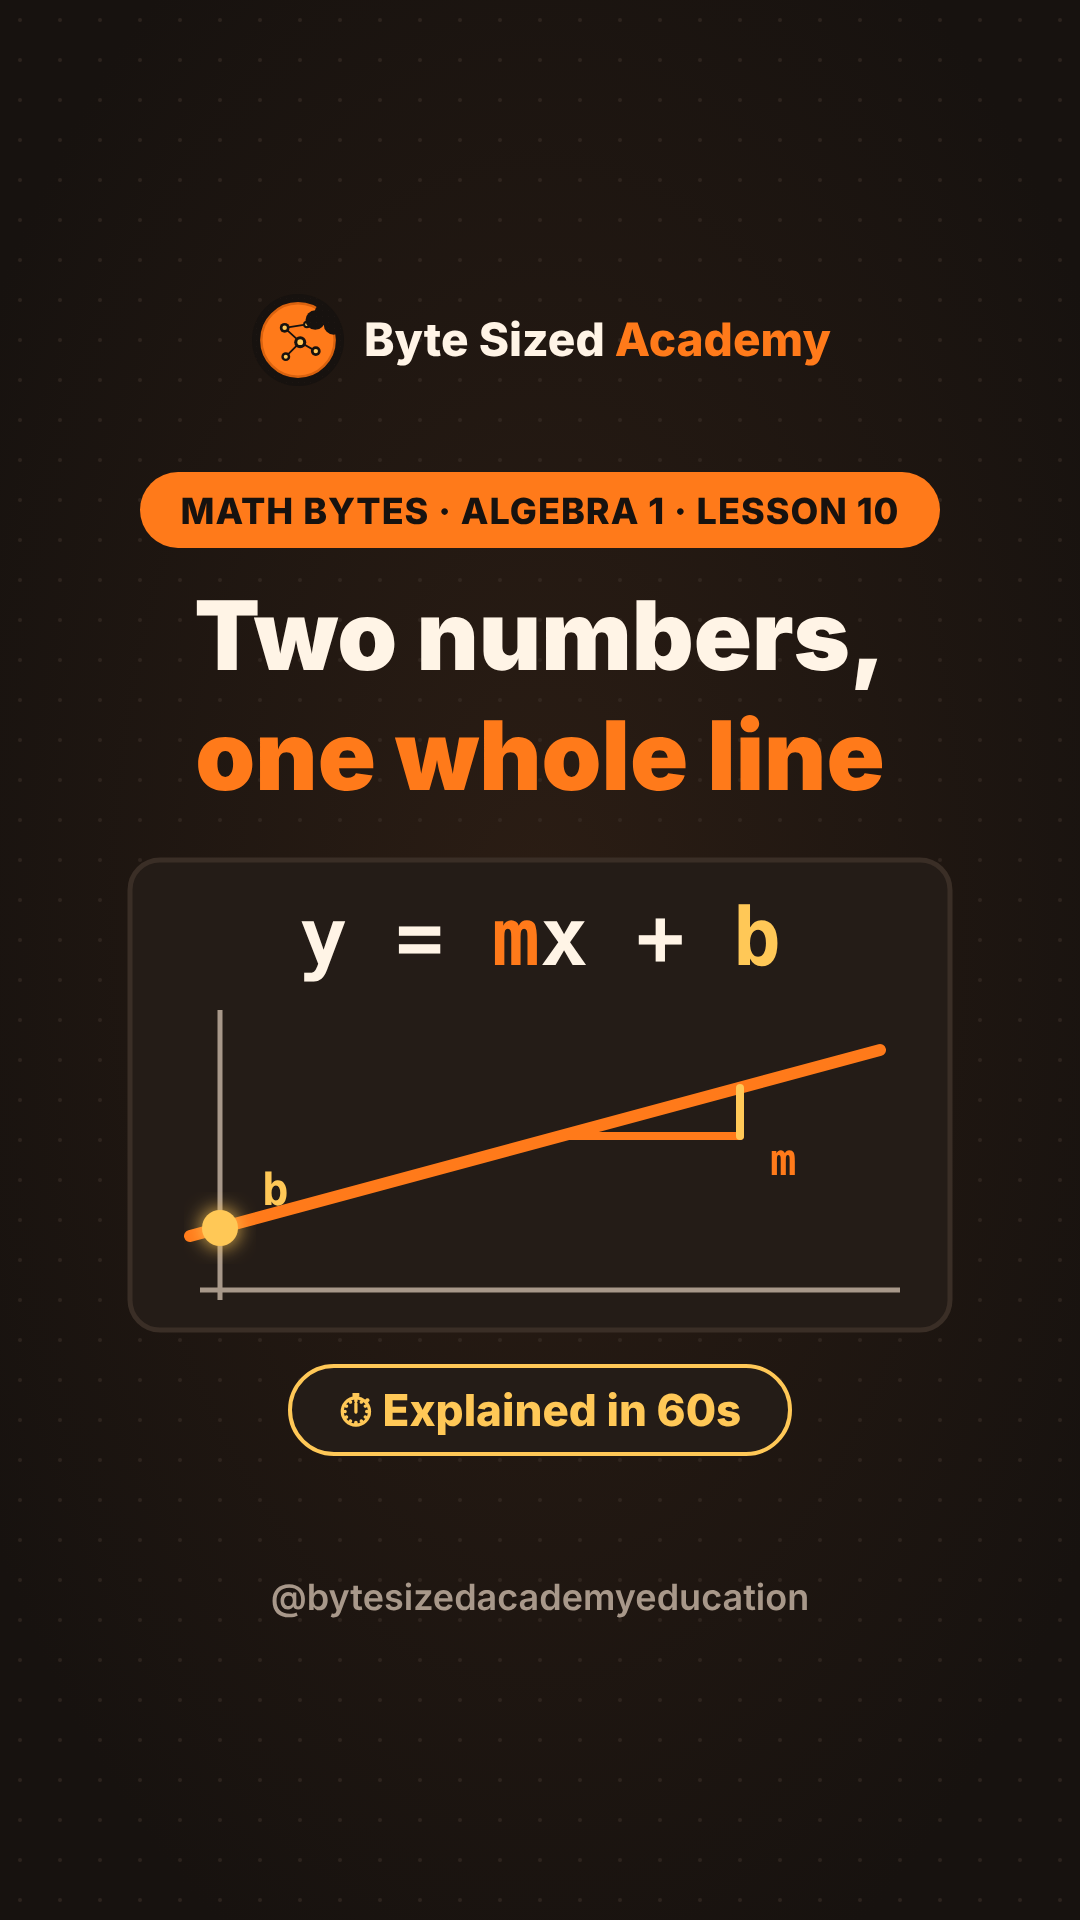 Byte Sized Academy
MATH BYTES · ALGEBRA 1 · LESSON 10
Two numbers,
one whole line
y = mx + b
m
b
⏱ Explained in 60s
@bytesizedacademyeducation